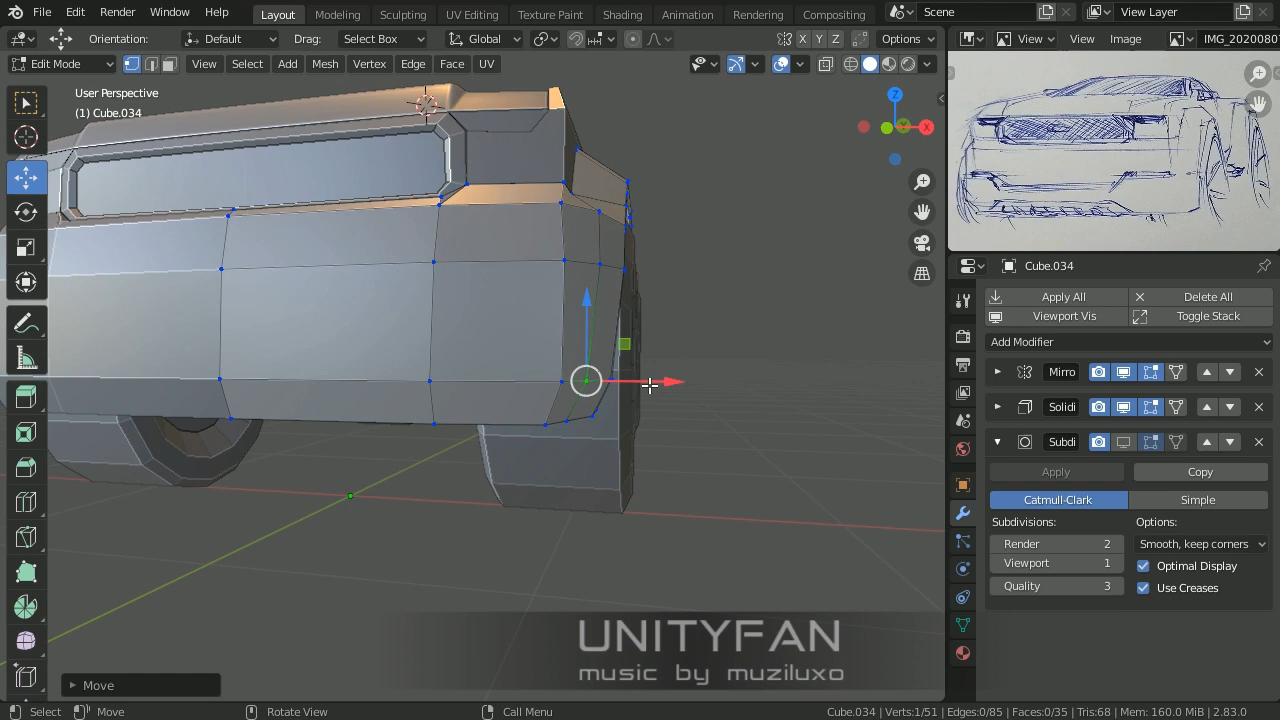 File Edit Render Window Help Layout Modeling Sculpting UV Editing Texture Paint Shading Animation Rendering Compositing Scene View Layer
Orientation: Default Drag: Select Box Global X Y Z Options View View Image IMG_2020080
Edit Mode View Select Add Mesh Vertex Edge Face UV
User Perspective
(1) Cube.034
Z
X
Cube.034
Apply All Delete All
Viewport Vis Toggle Stack
Add Modifier
Mirro
Solidi
Subdi
Apply Copy
Catmull-Clark Simple
Subdivisions: Options:
Render 2 Smooth, keep corners
Viewport 1 Optimal Display
Quality 3 Use Creases
UNITYFAN
music by muziluxo
Move
Select Move Rotate View Call Menu Cube.034 | Verts:1/51 | Edges:0/85 | Faces:0/35 | Tris:68 | Mem: 160.0 MiB | 2.83.0